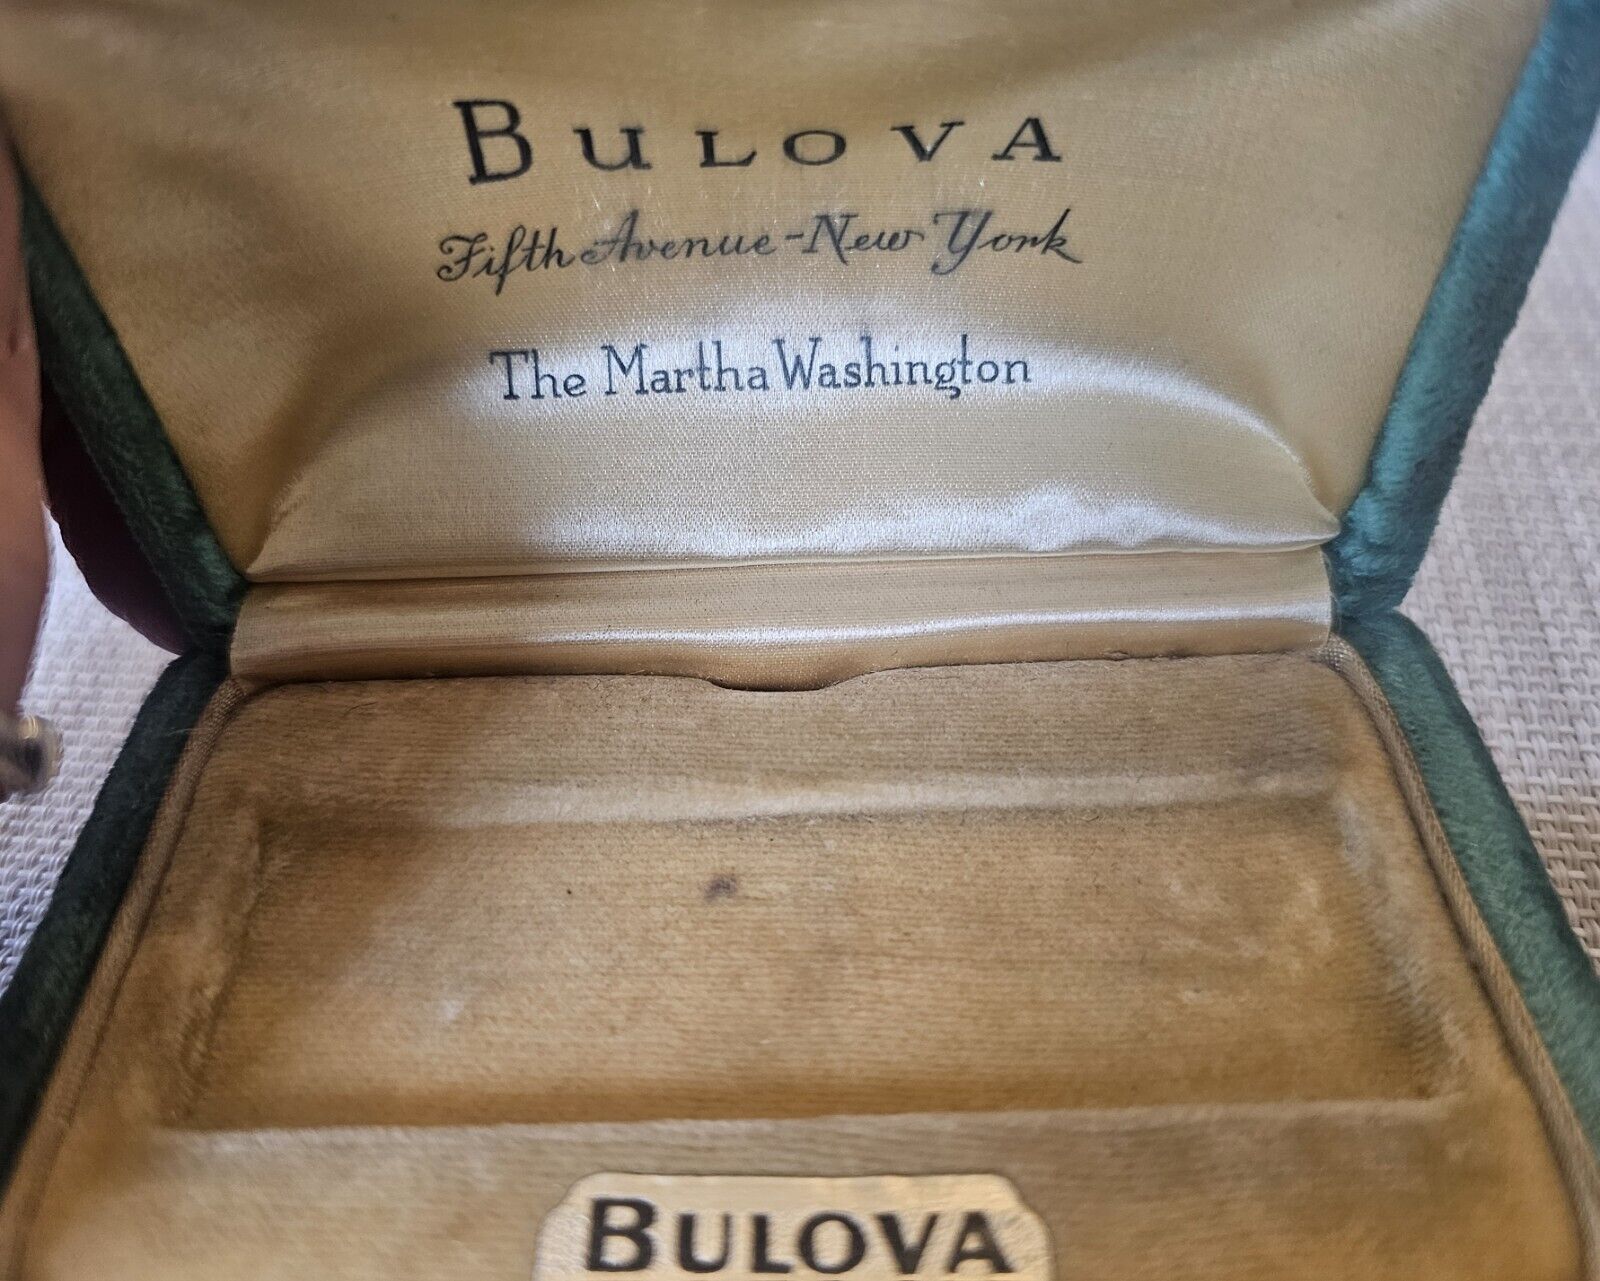 BULOVA
Fifth Avenue-New York
The Martha Washington
BULOVA